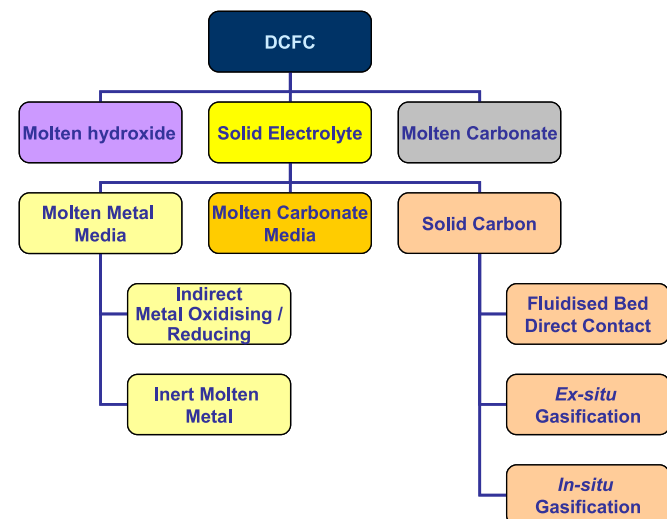 DCFC
Molten hydroxide
Solid Electrolyte
Molten Carbonate
Molten Metal
Media
Molten Carbonate
Media
Solid Carbon
Indirect
Metal Oxidising /
Reducing
Inert Molten
Metal
Fluidised Bed
Direct Contact
Ex-situ
Gasification
In-situ
Gasification